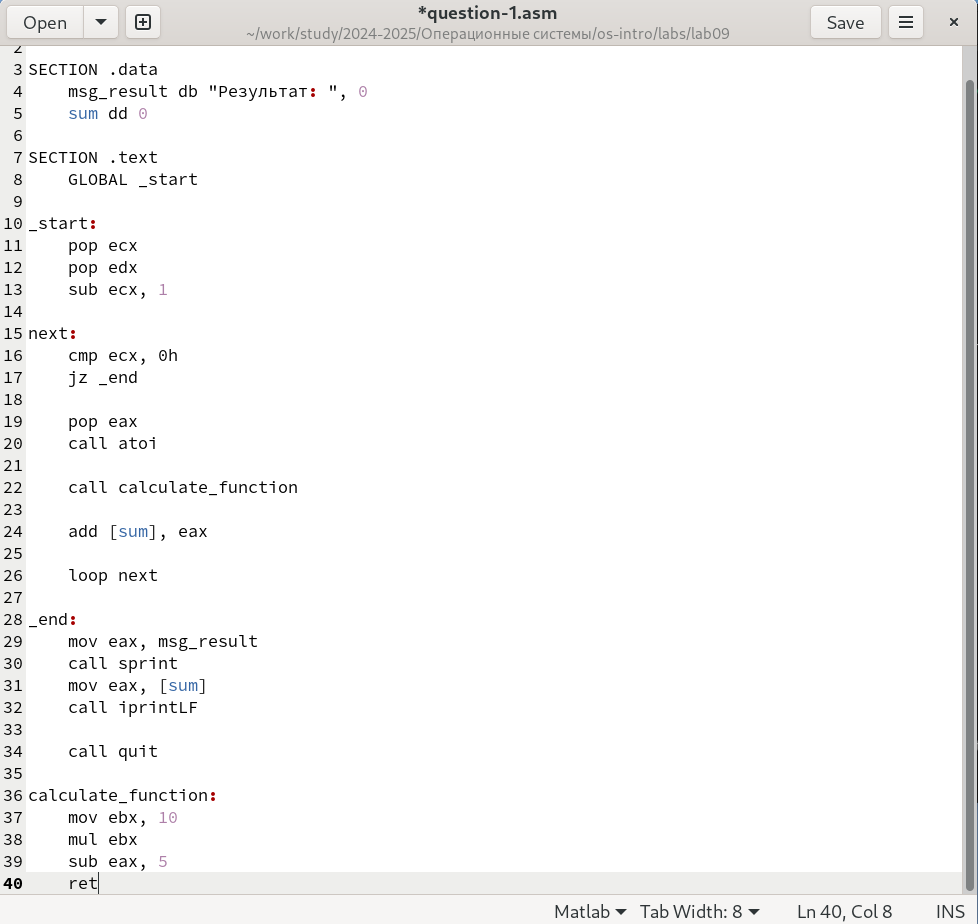 Open
*question-1.asm
~/work/study/2024-2025/Операционные системы/os-intro/labs/lab09
Save
2
3 SECTION .data
4     msg_result db "Результат: ", 0
5     sum dd 0
6
7 SECTION .text
8     GLOBAL _start
9
10 _start:
11     pop ecx
12     pop edx
13     sub ecx, 1
14
15 next:
16     cmp ecx, 0h
17     jz _end
18
19     pop eax
20     call atoi
21
22     call calculate_function
23
24     add [sum], eax
25
26     loop next
27
28 _end:
29     mov eax, msg_result
30     call sprint
31     mov eax, [sum]
32     call iprintLF
33
34     call quit
35
36 calculate_function:
37     mov ebx, 10
38     mul ebx
39     sub eax, 5
40     ret
Matlab Tab Width: 8 Ln 40, Col 8 INS